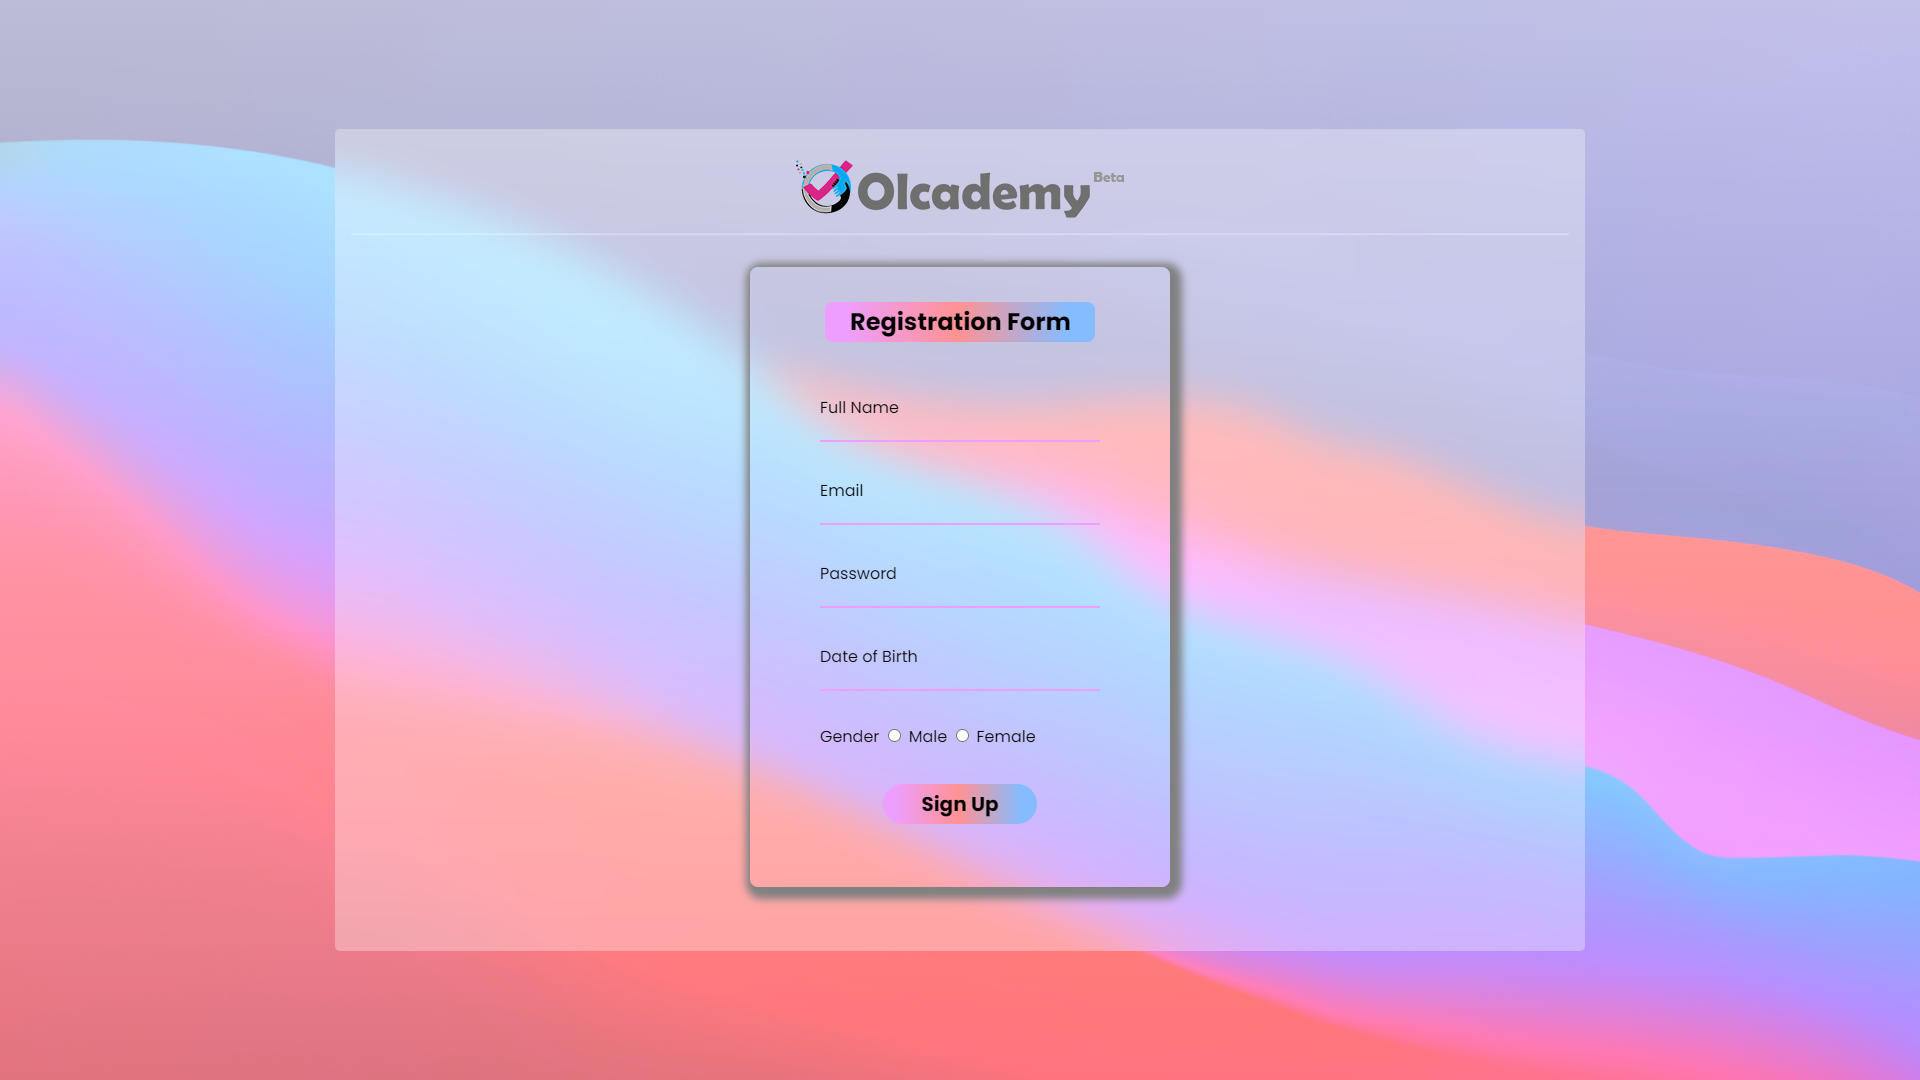 Olcademy Beta
Registration Form
Full Name
Email
Password
Date of Birth
Gender Male Female
Sign Up